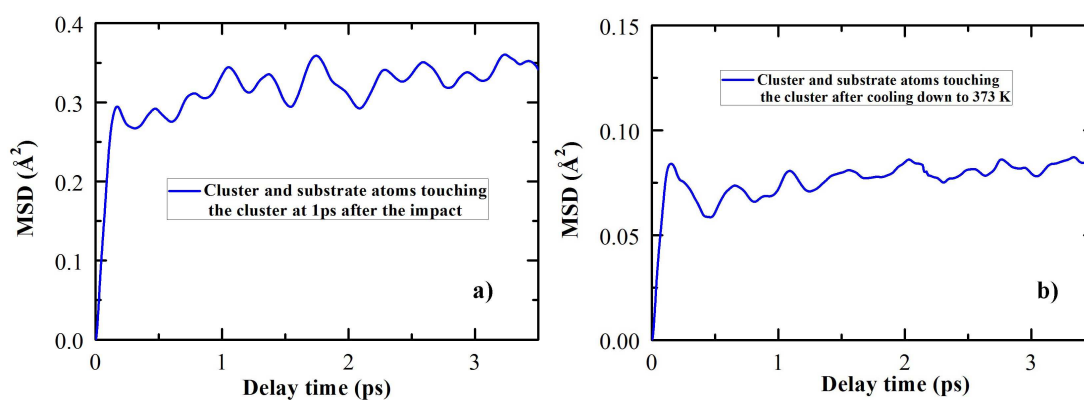 0.4
0.3
0.2
0.1
0.0
MSD (Å²)
Cluster and substrate atoms touching
the cluster at 1ps after the impact
a)
0
1
2
3
Delay time (ps)
0.15
0.10
0.05
0.00
MSD (Å²)
Cluster and substrate atoms touching
the cluster after cooling down to 373 K
b)
0
1
2
3
Delay time (ps)